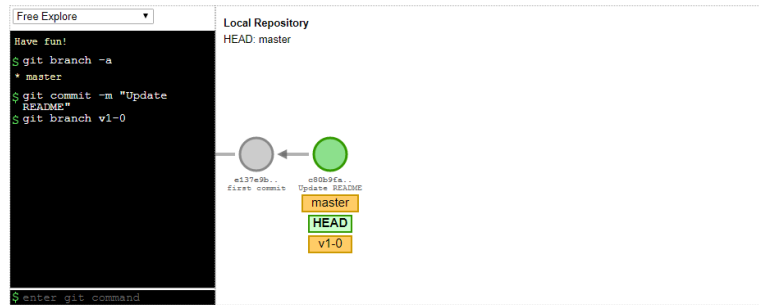 Free Explore
Have fun!
$ git branch -a
* master
$ git commit -m "Update
README"
$ git branch v1-0
$ enter git command
Local Repository
HEAD: master
e137e9b..
first commit
c80b9fa..
Update README
master
HEAD
v1-0